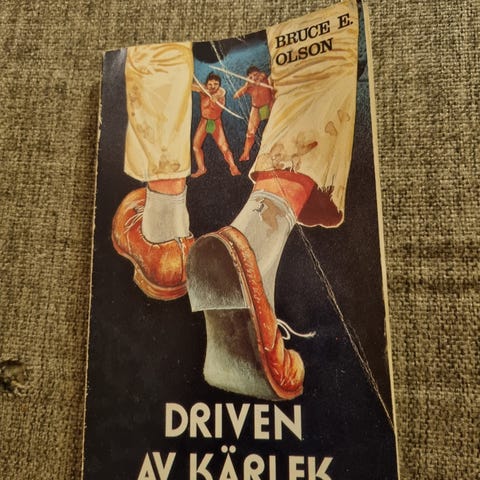 BRUCE E.
OLSON
DRIVEN
AV KÄRLEK